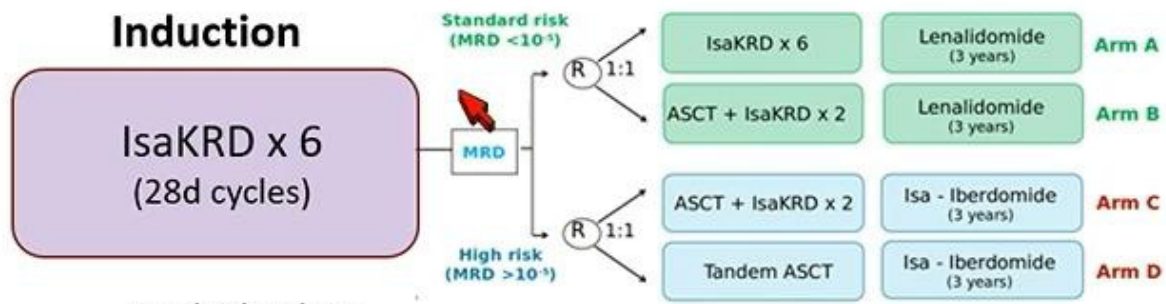 Induction
IsaKRD x 6
(28d cycles)
MRD
Standard risk
(MRD <10⁻⁵)
R 1:1
IsaKRD x 6
Lenalidomide
(3 years)
Arm A
ASCT + IsaKRD x 2
Lenalidomide
(3 years)
Arm B
High risk
(MRD >10⁻⁵)
R 1:1
ASCT + IsaKRD x 2
Isa - Iberdomide
(3 years)
Arm C
Tandem ASCT
Isa - Iberdomide
(3 years)
Arm D